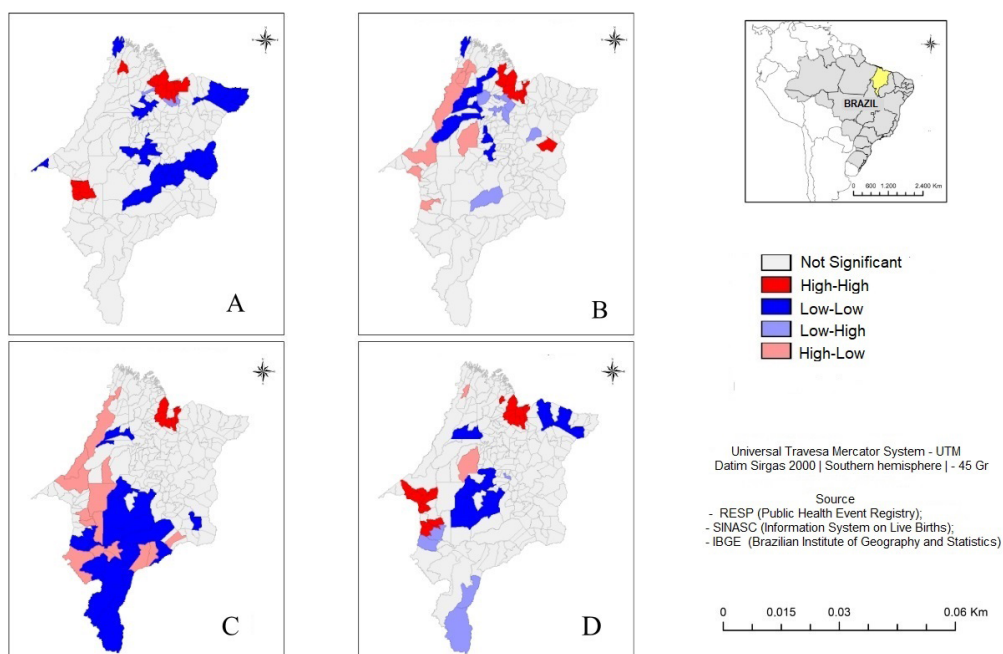 A
B
BRAZIL
0 600 1.200 2.400 Km
Not Significant
High-High
Low-Low
Low-High
High-Low
C
D
Universal Travesa Mercator System - UTM
Datim Sirgas 2000 | Southern hemisphere | - 45 Gr
Source
- RESP (Public Health Event Registry);
- SINASC (Information System on Live Births);
- IBGE (Brazilian Institute of Geography and Statistics)
0 0.015 0.03 0.06 Km